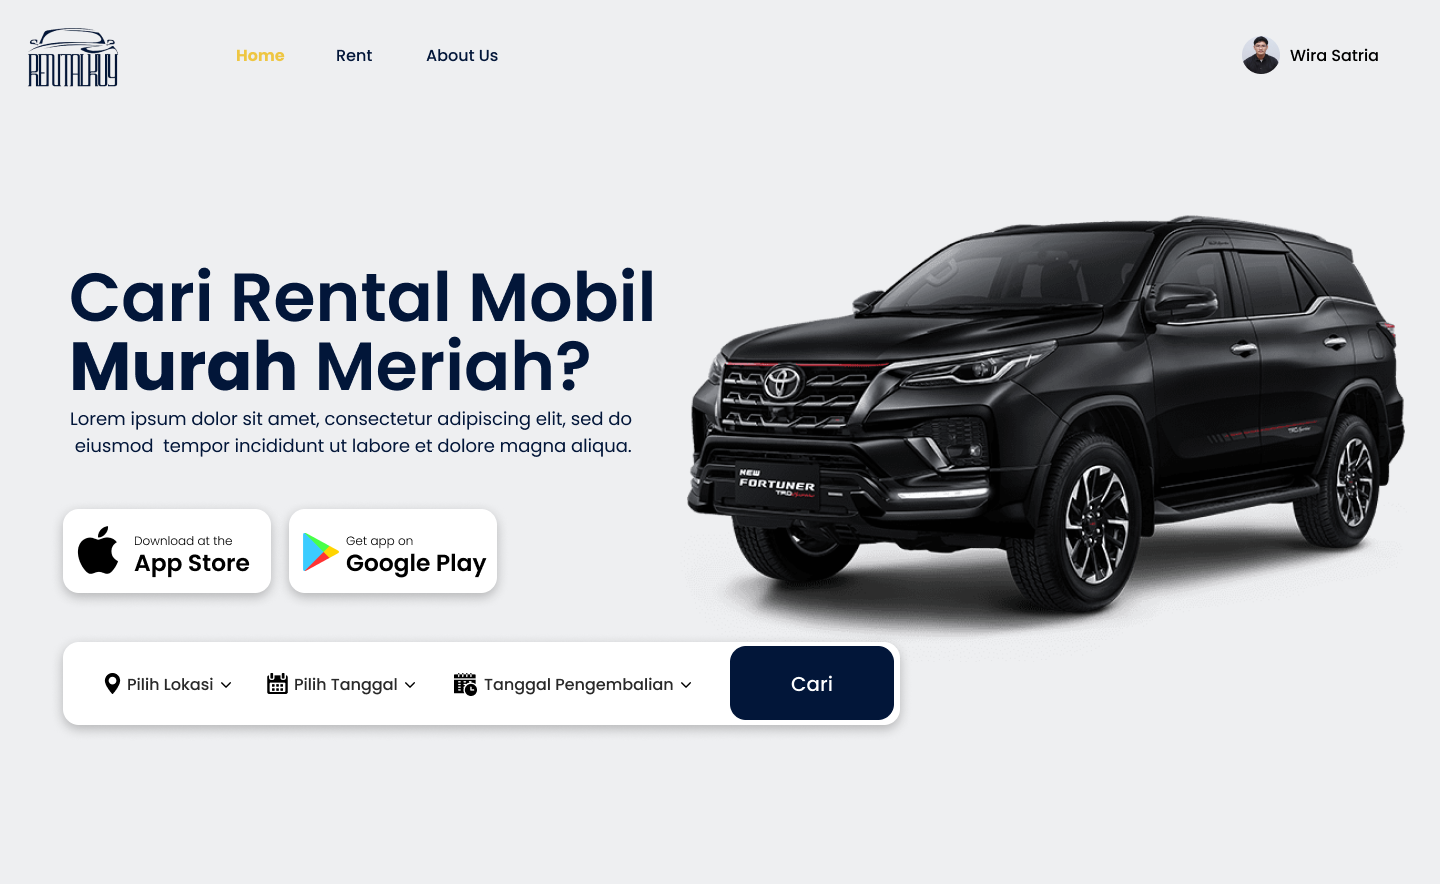 RENTALKUY
Home
Rent
About Us
Wira Satria
Cari Rental Mobil
Murah Meriah?
Lorem ipsum dolor sit amet, consectetur adipiscing elit, sed do
eiusmod tempor incididunt ut labore et dolore magna aliqua.
NEW
FORTUNER
TRD Sportivo
Download at the
App Store
Get app on
Google Play
Pilih Lokasi
Pilih Tanggal
Tanggal Pengembalian
Cari